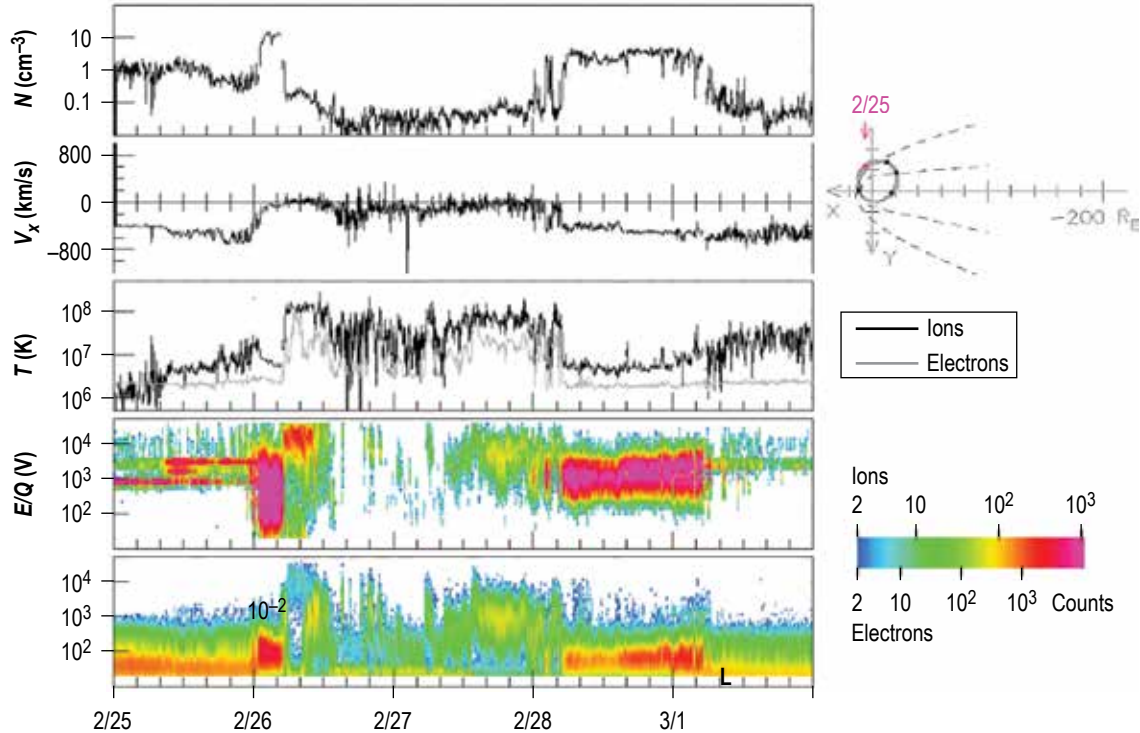 N (cm–3)
10
1
0.1
Vx (km/s)
800
0
–800
T (K)
108
107
106
E/Q (V)
104
103
102
104
103
102
10–2
L
2/25
2/26
2/27
2/28
3/1
2/25
X
Y
–200 RE
Ions
Electrons
Ions
2
10
102
103
2
10
102
103
Counts
Electrons